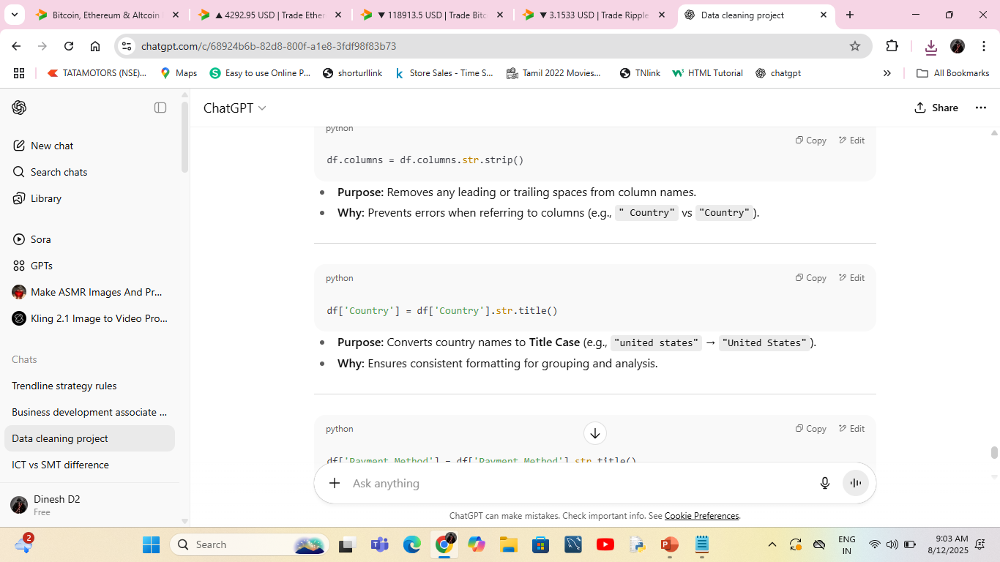 Bitcoin, Ethereum & Altcoin
▲ 4292.95 USD | Trade Ether
▼ 118913.5 USD | Trade Bitc
▼ 3.1533 USD | Trade Ripple
Data cleaning project
chatgpt.com/c/68924b6b-82d8-800f-a1e8-3fdf98f83b73
TATAMOTORS (NSE)...
Maps
Easy to use Online P...
shorturllink
Store Sales - Time S...
Tamil 2022 Movies...
TNlink
HTML Tutorial
chatgpt
All Bookmarks
ChatGPT
Share
New chat
Search chats
Library
Sora
GPTs
Make ASMR Images And Pr...
Kling 2.1 Image to Video Pro...
Chats
Trendline strategy rules
Business development associate ...
Data cleaning project
ICT vs SMT difference
Dinesh D2
Free
python
Copy
Edit
df.columns = df.columns.str.strip()
• Purpose: Removes any leading or trailing spaces from column names.
• Why: Prevents errors when referring to columns (e.g., " Country" vs "Country").
python
Copy
Edit
df['Country'] = df['Country'].str.title()
• Purpose: Converts country names to Title Case (e.g., "united states" → "United States").
• Why: Ensures consistent formatting for grouping and analysis.
python
Copy
Edit
df['Payment Method'] = df['Payment Method'].str.title()
Ask anything
ChatGPT can make mistakes. Check important info. See Cookie Preferences.
2
Search
ENG
IN
9:03 AM
8/12/2025